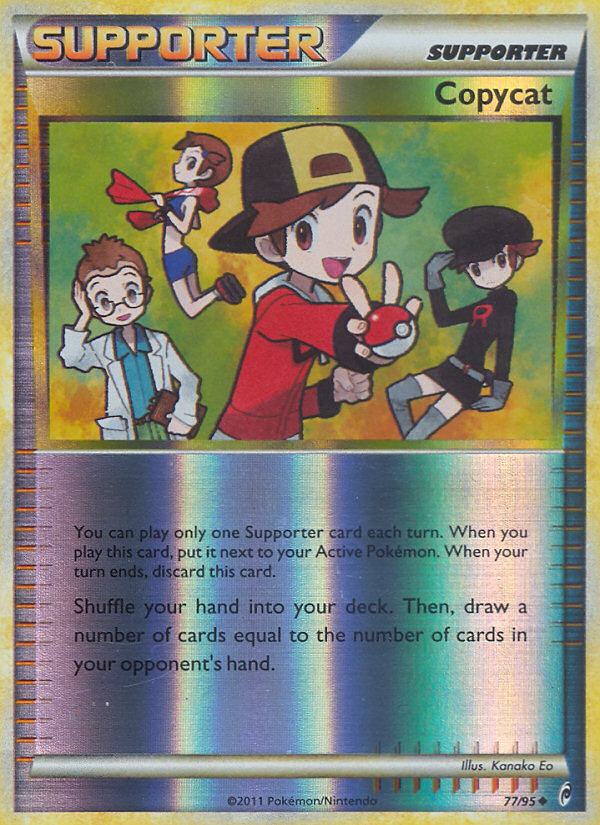 SUPPORTER
SUPPORTER
Copycat
R
You can play only one Supporter card each turn. When you
play this card, put it next to your Active Pokémon. When your
turn ends, discard this card.
Shuffle your hand into your deck. Then, draw a
number of cards equal to the number of cards in
your opponent's hand.
Illus. Kanako Eo
©2011 Pokémon/Nintendo
77/95